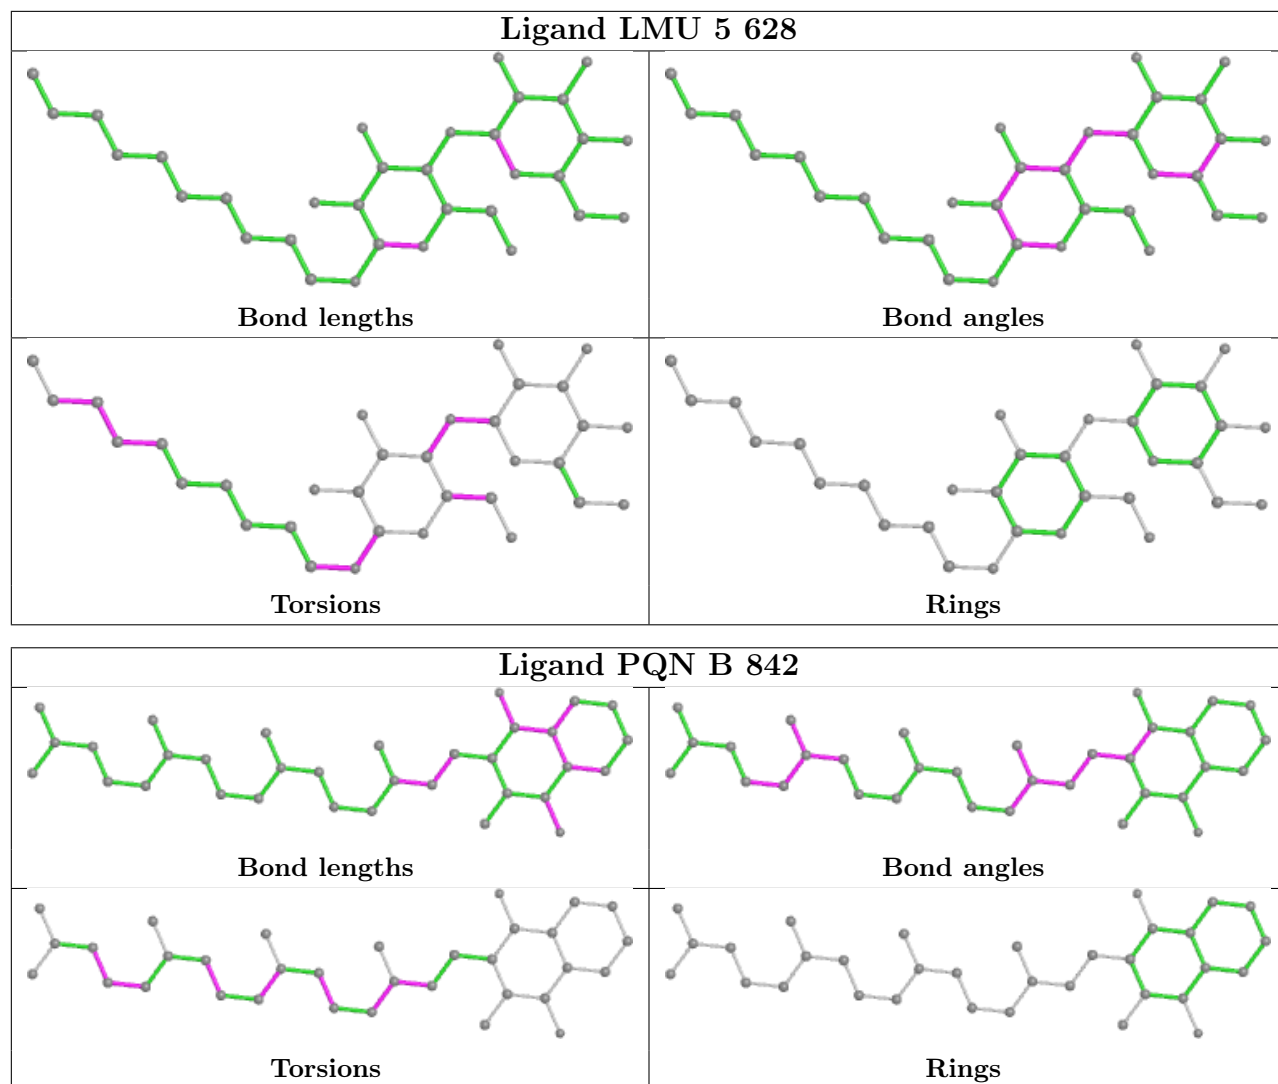 Ligand LMU 5 628
Bond lengths
Bond angles
Torsions
Rings
Ligand PQN B 842
Bond lengths
Bond angles
Torsions
Rings